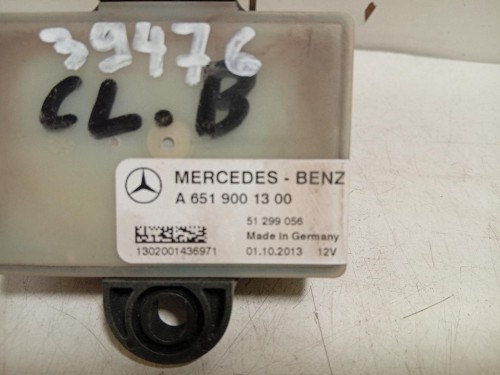 39476
CL.B
MERCEDES - BENZ
A 651 900 13 00
51 299 056
Made in Germany
1302001436971 01.10.2013 12V